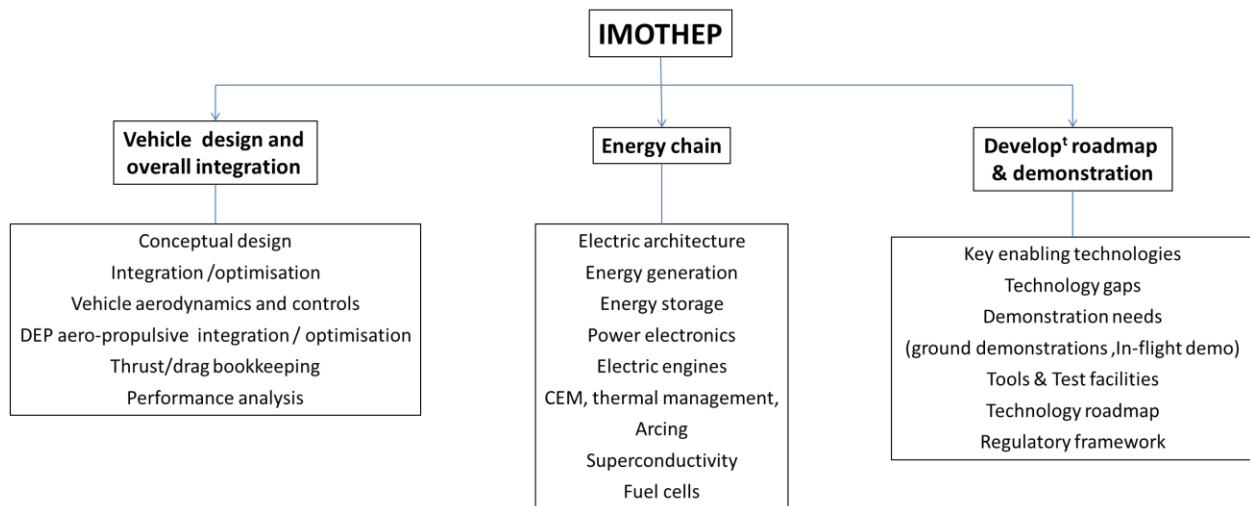 IMOTHEP
Vehicle design and
overall integration
Conceptual design
Integration /optimisation
Vehicle aerodynamics and controls
DEP aero-propulsive integration / optimisation
Thrust/drag bookkeeping
Performance analysis
Energy chain
Electric architecture
Energy generation
Energy storage
Power electronics
Electric engines
CEM, thermal management,
Arcing
Superconductivity
Fuel cells
Developᵗ roadmap
& demonstration
Key enabling technologies
Technology gaps
Demonstration needs
(ground demonstrations ,In-flight demo)
Tools & Test facilities
Technology roadmap
Regulatory framework